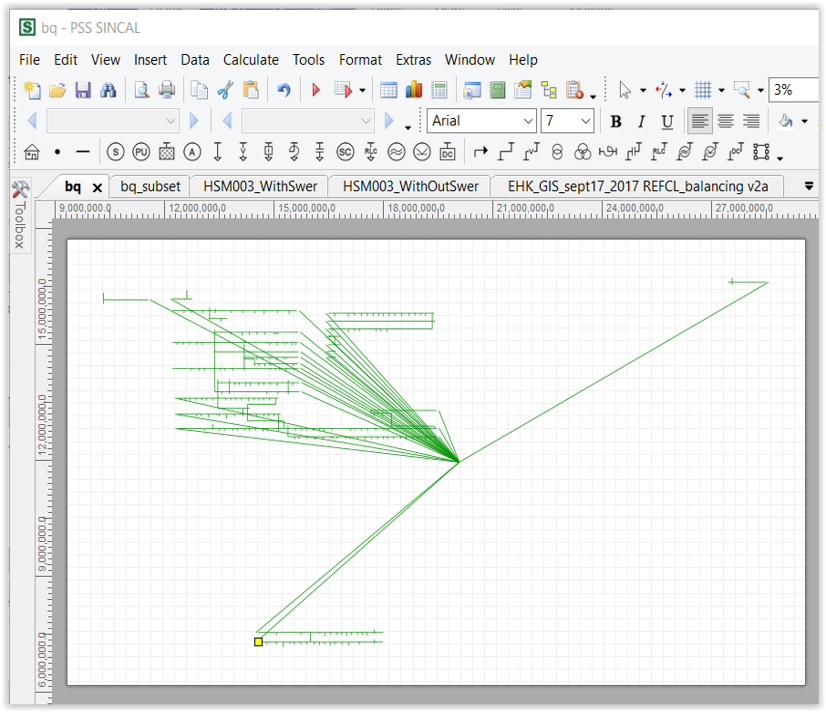 S bq - PSS SINCAL
File Edit View Insert Data Calculate Tools Format Extras Window Help
3%
Arial 7 B I U
S PU A SC RLC DC RLC DC
bq x bq_subset HSM003_WithSwer HSM003_WithOutSwer EHK_GIS_sept17_2017 REFCL_balancing v2a
Toolbox
9,000,000.0 12,000,000,0 15,000,000,0 18,000,000,0 21,000,000,0 24,000,000,0 27,000,000,0
15,000,000,0
12,000,000,0
9,000,000,0
6,000,000,0